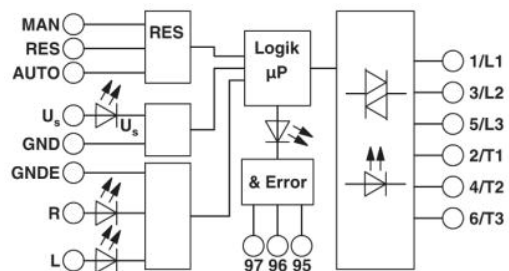 MAN
RES
AUTO
RES
Us
Us
GND
GNDE
R
L
Logik
µP
& Error
97 96 95
1/L1
3/L2
5/L3
2/T1
4/T2
6/T3